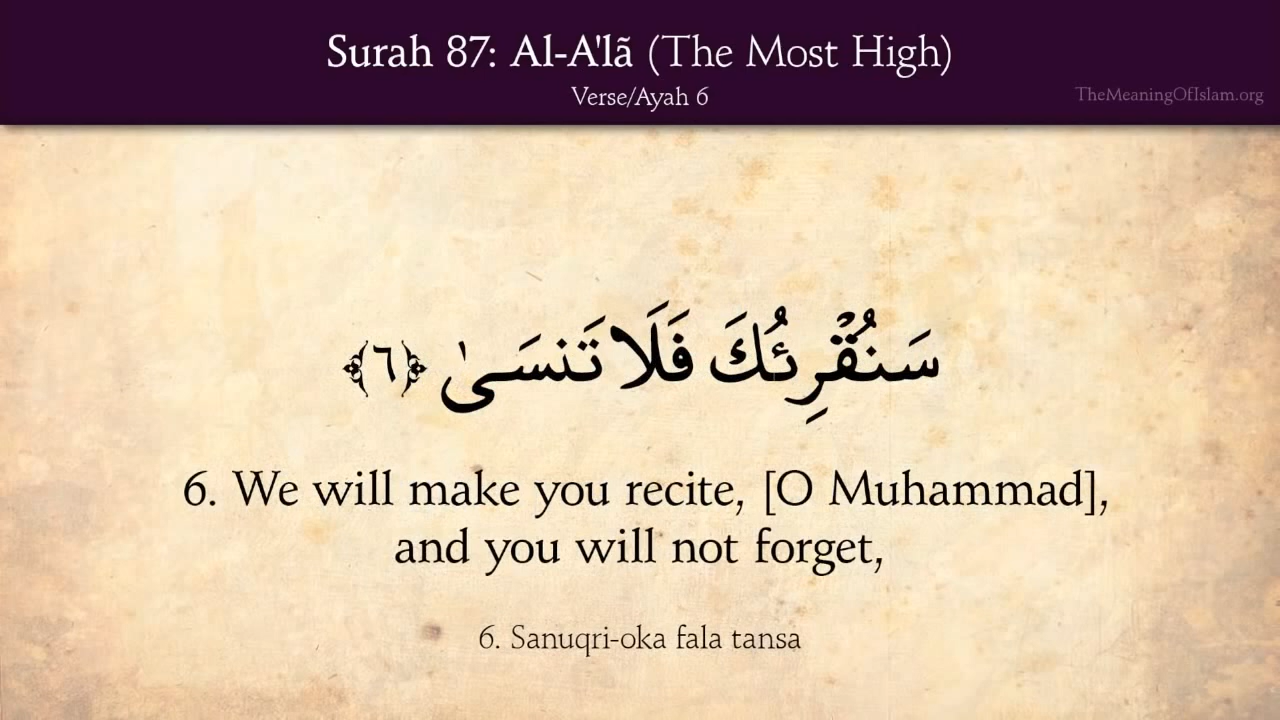 Surah 87: Al-A'lã (The Most High)
Verse/Ayah 6
TheMeaningOfIslam.org
سَنُقْرِئُكَ فَلَا تَنسَىٰ ﴿٦﴾
6. We will make you recite, [O Muhammad],
and you will not forget,
6. Sanuqri-oka fala tansa